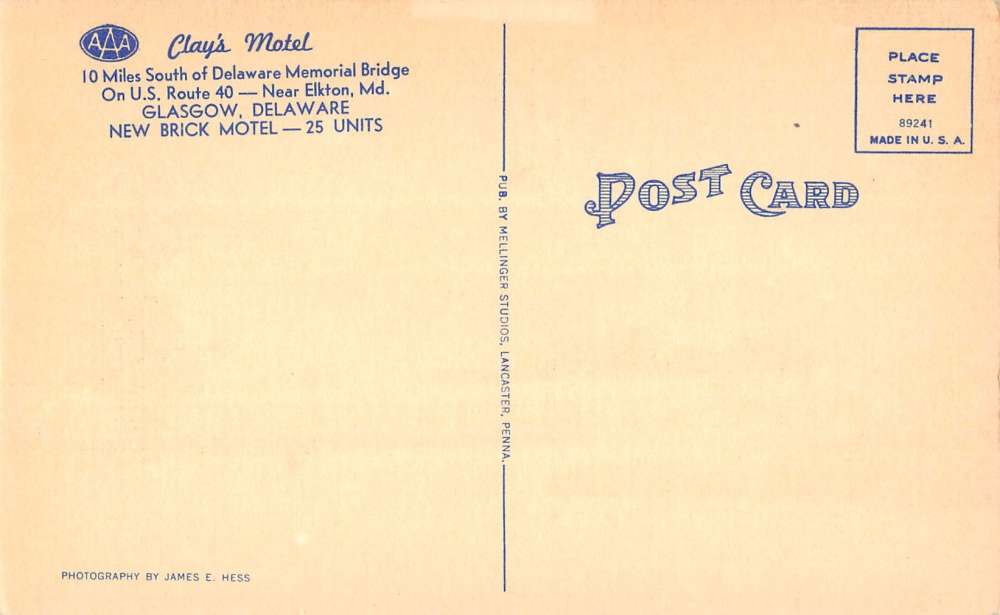 AAA Clay's Motel
10 Miles South of Delaware Memorial Bridge
On U.S. Route 40 — Near Elkton, Md.
GLASGOW, DELAWARE
NEW BRICK MOTEL — 25 UNITS
PHOTOGRAPHY BY JAMES E. HESS
PUB. BY MELLINGER STUDIOS, LANCASTER, PENNA.
POST CARD
PLACE
STAMP
HERE
89241
MADE IN U. S. A.